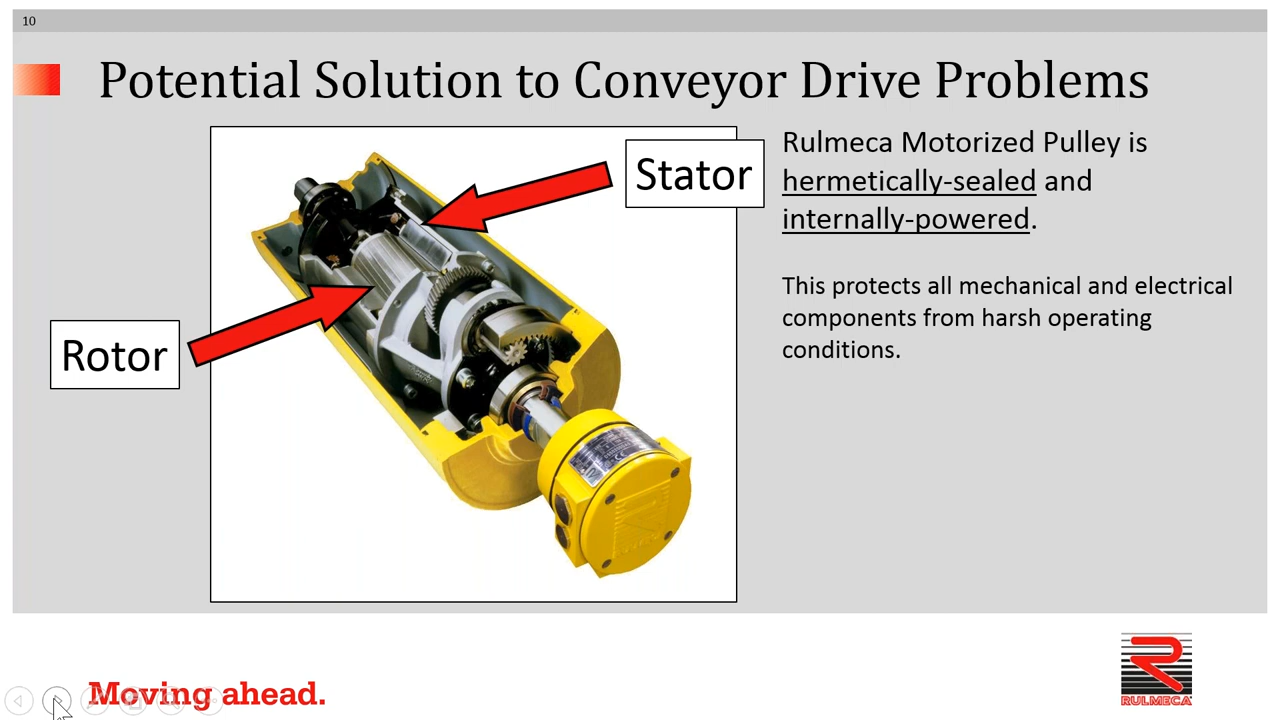 10
Potential Solution to Conveyor Drive Problems
Stator
Rotor
Rulmeca Motorized Pulley is
hermetically-sealed and
internally-powered.
This protects all mechanical and electrical
components from harsh operating
conditions.
Moving ahead.
RULMECA